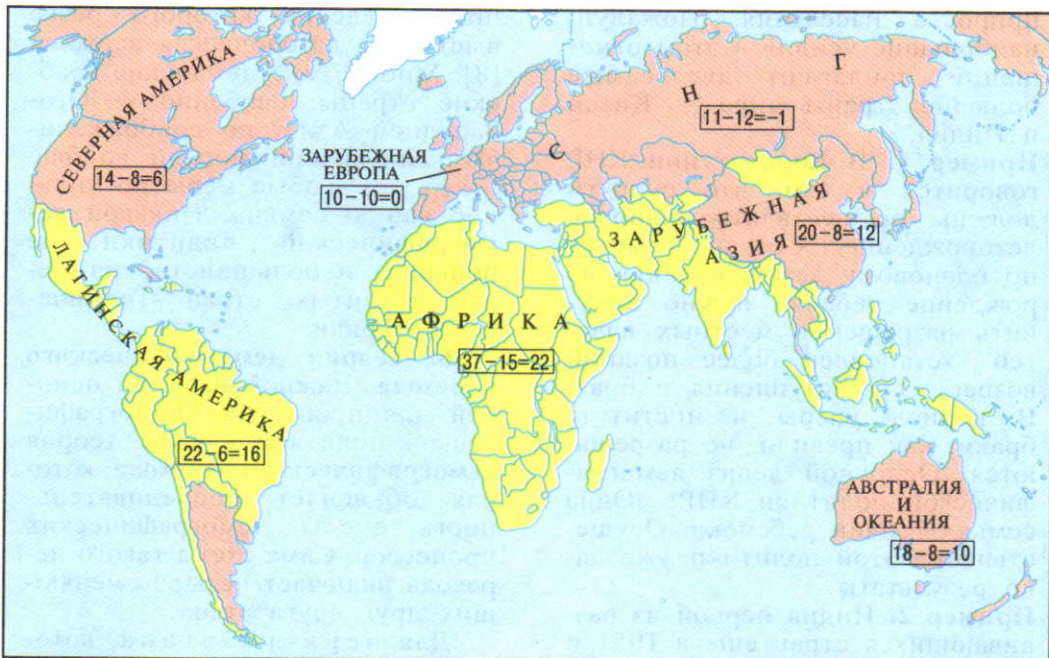 СЕВЕРНАЯ АМЕРИКА
14–8=6
ЗАРУБЕЖНАЯ
ЕВРОПА
10–10=0
С Н Г
11–12=–1
ЗАРУБЕЖНАЯ
АЗИЯ
20–8=12
ЛАТИНСКАЯ АМЕРИКА
22–6=16
АФРИКА
37–15=22
АВСТРАЛИЯ
И
ОКЕАНИЯ
18–8=10